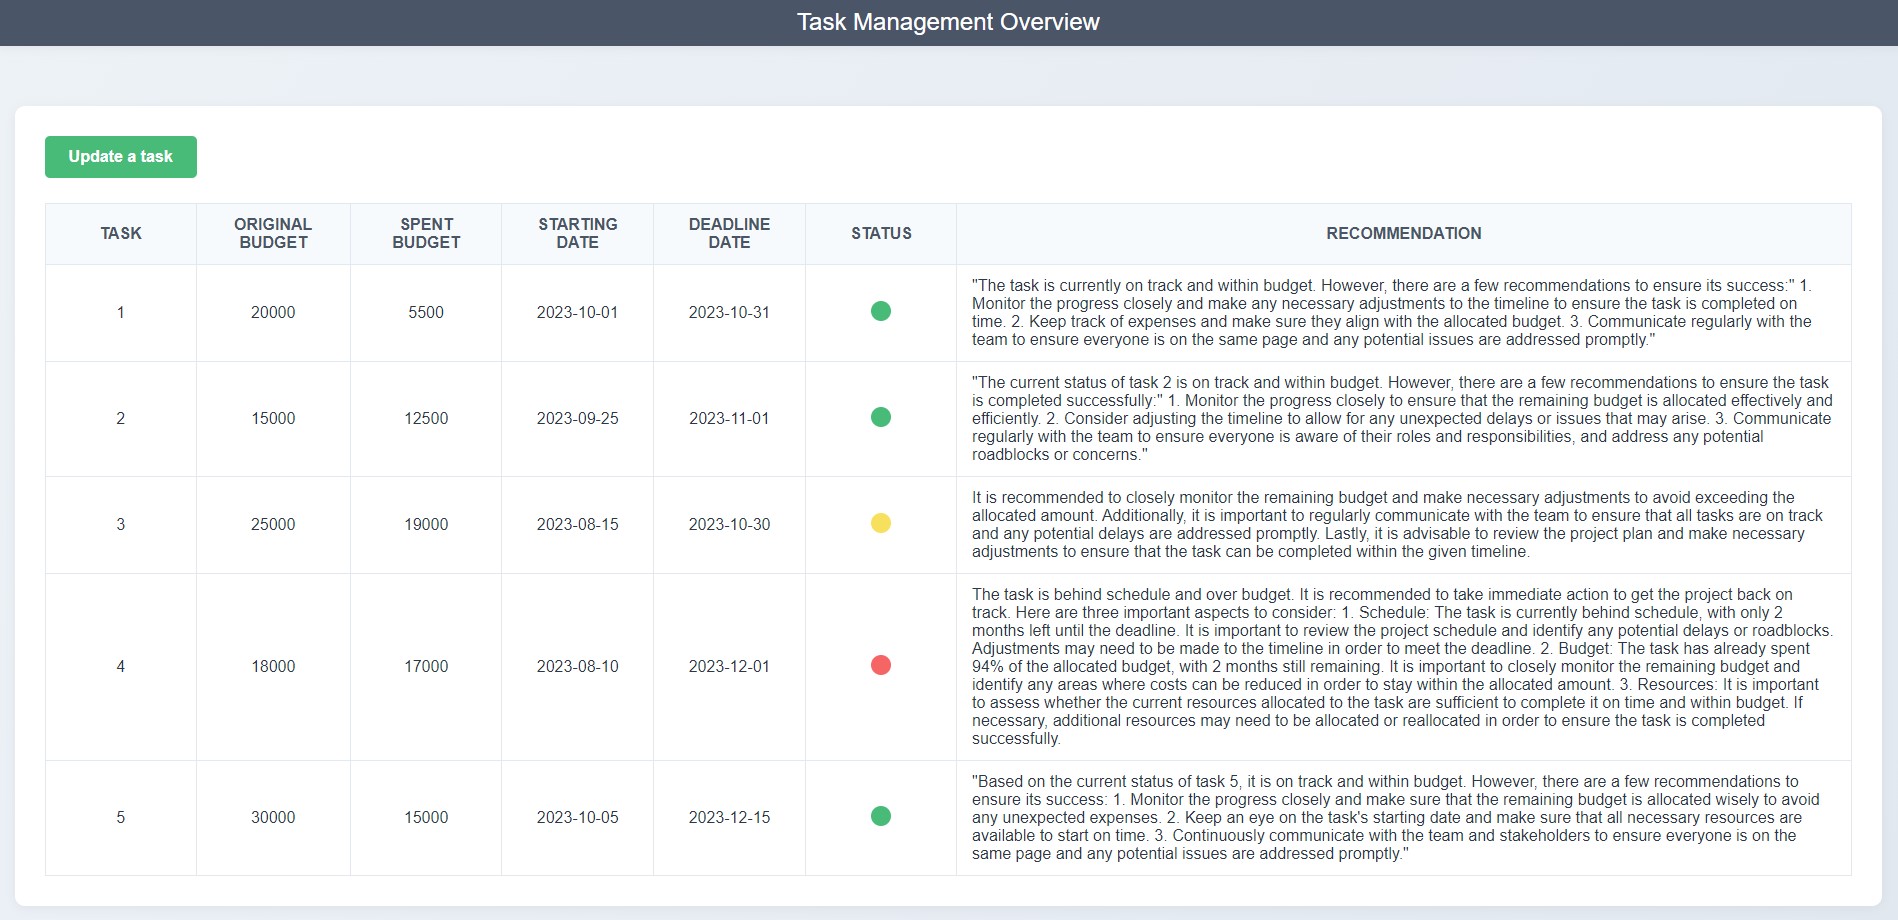 Task Management Overview
Update a task
TASK
ORIGINAL
BUDGET
SPENT
BUDGET
STARTING
DATE
DEADLINE
DATE
STATUS
RECOMMENDATION
1
20000
5500
2023-10-01
2023-10-31
"The task is currently on track and within budget. However, there are a few recommendations to ensure its success:" 1.
Monitor the progress closely and make any necessary adjustments to the timeline to ensure the task is completed on
time. 2. Keep track of expenses and make sure they align with the allocated budget. 3. Communicate regularly with the
team to ensure everyone is on the same page and any potential issues are addressed promptly."
2
15000
12500
2023-09-25
2023-11-01
"The current status of task 2 is on track and within budget. However, there are a few recommendations to ensure the task
is completed successfully:" 1. Monitor the progress closely to ensure that the remaining budget is allocated effectively and
efficiently. 2. Consider adjusting the timeline to allow for any unexpected delays or issues that may arise. 3. Communicate
regularly with the team to ensure everyone is aware of their roles and responsibilities, and address any potential
roadblocks or concerns."
3
25000
19000
2023-08-15
2023-10-30
It is recommended to closely monitor the remaining budget and make necessary adjustments to avoid exceeding the
allocated amount. Additionally, it is important to regularly communicate with the team to ensure that all tasks are on track
and any potential delays are addressed promptly. Lastly, it is advisable to review the project plan and make necessary
adjustments to ensure that the task can be completed within the given timeline.
4
18000
17000
2023-08-10
2023-12-01
The task is behind schedule and over budget. It is recommended to take immediate action to get the project back on
track. Here are three important aspects to consider: 1. Schedule: The task is currently behind schedule, with only 2
months left until the deadline. It is important to review the project schedule and identify any potential delays or roadblocks.
Adjustments may need to be made to the timeline in order to meet the deadline. 2. Budget: The task has already spent
94% of the allocated budget, with 2 months still remaining. It is important to closely monitor the remaining budget and
identify any areas where costs can be reduced in order to stay within the allocated amount. 3. Resources: It is important
to assess whether the current resources allocated to the task are sufficient to complete it on time and within budget. If
necessary, additional resources may need to be allocated or reallocated in order to ensure the task is completed
successfully.
5
30000
15000
2023-10-05
2023-12-15
"Based on the current status of task 5, it is on track and within budget. However, there are a few recommendations to
ensure its success: 1. Monitor the progress closely and make sure that the remaining budget is allocated wisely to avoid
any unexpected expenses. 2. Keep an eye on the task's starting date and make sure that all necessary resources are
available to start on time. 3. Continuously communicate with the team and stakeholders to ensure everyone is on the
same page and any potential issues are addressed promptly."